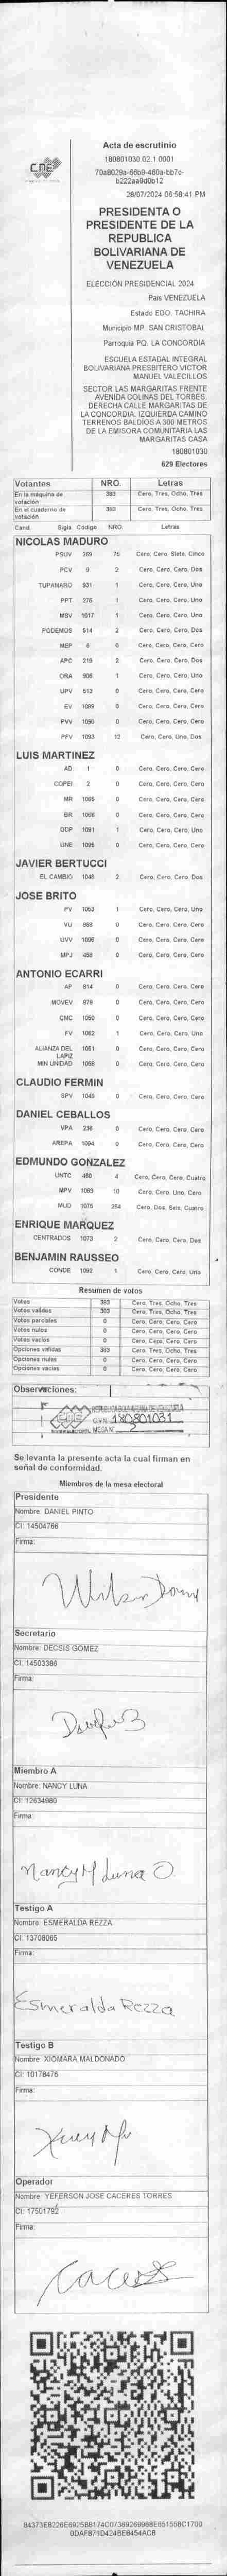 Acta de escrutinio
180801030.02.1.0001
b222aa9d0b12
28/07/2024 06:58:41 PM
PRESIDENTA O
PRESIDENTE DE LA
REPUBLICA
BOLIVARIANA DE
VENEZUELA
ELECCIÓN PRESIDENCIAL 2024
País VENEZUELA
Estado EDO. TACHIRA
Municipio MP. SAN CRISTOBAL
Parroquia PQ. LA CONCORDIA
ESCUELA ESTADAL INTEGRAL
BOLIVARIANA PRESBITERO VICTOR
MANUEL VALECILLOS
SECTOR LAS MARGARITAS FRENTE
AVENIDA COLINAS DEL TORBES.
DERECHA CALLE MARGARITAS DE
LA CONCORDIA. IZQUIERDA CAMINO
TERRENOS BALDIOS A 300 METROS
DE LA EMISORA COMUNITARIA LAS
MARGARITAS CASA
180801030
629 Electores
Votantes NRO. Letras
En la máquina de votación 383 Cero, Tres, Ocho, Tres
En el cuaderno de votación 383 Cero, Tres, Ocho, Tres
Cand. Sigla Código NRO. Letras
NICOLAS MADURO
PSUV 369 75 Cero, Cero, Siete, Cinco
PCV 9 2 Cero, Cero, Cero, Dos
TUPAMARO 931 1 Cero, Cero, Cero, Uno
PPT 276 1 Cero, Cero, Cero, Uno
MSV 1017 1 Cero, Cero, Cero, Uno
PODEMOS 514 2 Cero, Cero, Cero, Dos
MEP 6 0 Cero, Cero, Cero, Cero
APC 219 2 Cero, Cero, Cero, Dos
ORA 906 1 Cero, Cero, Cero, Uno
UPV 513 0 Cero, Cero, Cero, Cero
EV 1089 0 Cero, Cero, Cero, Cero
PVV 1090 0 Cero, Cero, Cero, Cero
PFV 1093 12 Cero, Cero, Uno, Dos
LUIS MARTINEZ
AD 1 0 Cero, Cero, Cero, Cero
COPEI 2 0 Cero, Cero, Cero, Cero
MR 1065 0 Cero, Cero, Cero, Cero
BR 1066 0 Cero, Cero, Cero, Cero
DDP 1091 1 Cero, Cero, Cero, Uno
UNE 1095 0 Cero, Cero, Cero, Cero
JAVIER BERTUCCI
EL CAMBIO 1046 2 Cero, Cero, Cero, Dos
JOSE BRITO
PV 1053 1 Cero, Cero, Cero, Uno
VU 868 0 Cero, Cero, Cero, Cero
UVV 1096 0 Cero, Cero, Cero, Cero
MPJ 458 0 Cero, Cero, Cero, Cero
ANTONIO ECARRI
AP 814 0 Cero, Cero, Cero, Cero
MOVEV 878 0 Cero, Cero, Cero, Cero
CMC 1050 0 Cero, Cero, Cero, Cero
FV 1062 1 Cero, Cero, Cero, Uno
ALIANZA DEL LAPIZ 1051 0 Cero, Cero, Cero, Cero
MIN UNIDAD 1058 0 Cero, Cero, Cero, Cero
CLAUDIO FERMIN
SPV 1049 0 Cero, Cero, Cero, Cero
DANIEL CEBALLOS
VPA 236 0 Cero, Cero, Cero, Cero
AREPA 1094 0 Cero, Cero, Cero, Cero
EDMUNDO GONZALEZ
UNTC 450 4 Cero, Cero, Cero, Cuatro
MPV 1069 10 Cero, Cero, Uno, Cero
MUD 1075 264 Cero, Dos, Seis, Cuatro
ENRIQUE MARQUEZ
CENTRADOS 1073 2 Cero, Cero, Cero, Dos
BENJAMIN RAUSSEO
CONDE 1092 1 Cero, Cero, Cero, Uno
Resumen de votos
Votos 383 Cero, Tres, Ocho, Tres
Votos validos 383 Cero, Tres, Ocho, Tres
Votos parciales 0 Cero, Cero, Cero, Cero
Votos nulos 0 Cero, Cero, Cero, Cero
Votos vacios 0 Cero, Cero, Cero, Cero
Opciones validas 383 Cero, Tres, Ocho, Tres
Opciones nulas 0 Cero, Cero, Cero, Cero
Opciones vacias 0 Cero, Cero, Cero, Cero
Observaciones:
Se levanta la presente acta la cual firman en
señal de conformidad.
Miembros de la mesa electoral
Presidente
Nombre: DANIEL PINTO
CI: 14504766
Firma:
Secretario
Nombre: DECSIS GOMEZ
CI: 14503386
Firma:
Miembro A
Nombre: NANCY LUNA
CI: 12634980
Firma:
Nancy M Luna O.
Testigo A
Nombre: ESMERALDA REZZA
CI: 13708065
Firma:
Esmeralda Rezza
Testigo B
Nombre: XIOMARA MALDONADO
CI: 10178476
Firma:
Operador
Nombre: YEFERSON JOSE CACERES TORRES
CI: 17501792
Firma:
Caceres